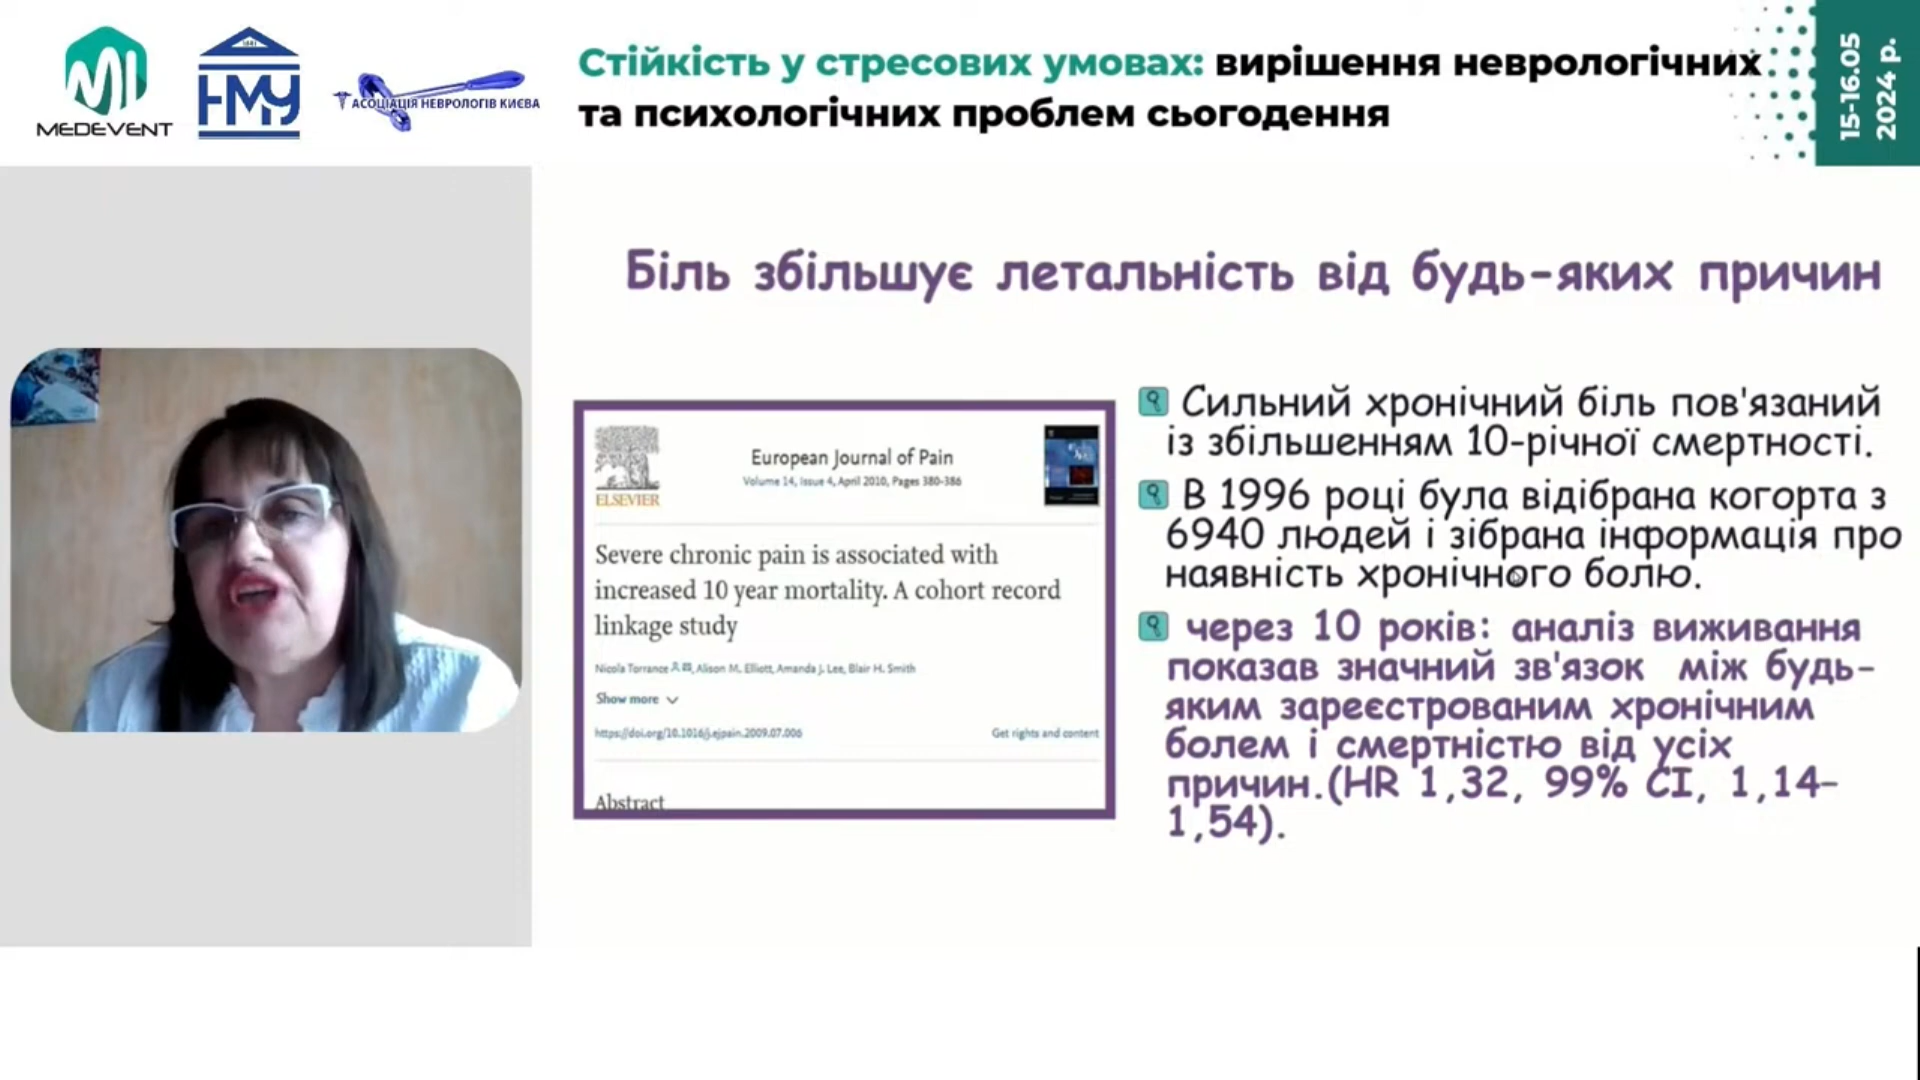 MEDEVENT
1841
НМУ
АСОЦІАЦІЯ НЕВРОЛОГІВ КИЄВА
Стійкість у стресових умовах: вирішення неврологічних
та психологічних проблем сьогодення
15-16.05
2024 р.
Біль збільшує летальність від будь-яких причин
ELSEVIER
European Journal of Pain
Volume 14, Issue 4, April 2010, Pages 380-386
Severe chronic pain is associated with
increased 10 year mortality. A cohort record
linkage study
Nicola Torrance, Alison M. Elliott, Amanda J. Lee, Blair H. Smith
Show more
https://doi.org/10.1016/j.ejpain.2009.07.006
Get rights and content
Abstract
Сильний хронічний біль пов'язаний
із збільшенням 10-річної смертності.
В 1996 році була відібрана когорта з
6940 людей і зібрана інформація про
наявність хронічного болю.
через 10 років: аналіз виживання
показав значний зв'язок між будь-
яким зареєстрованим хронічним
болем і смертністю від усіх
причин.(HR 1,32, 99% CI, 1,14-
1,54).